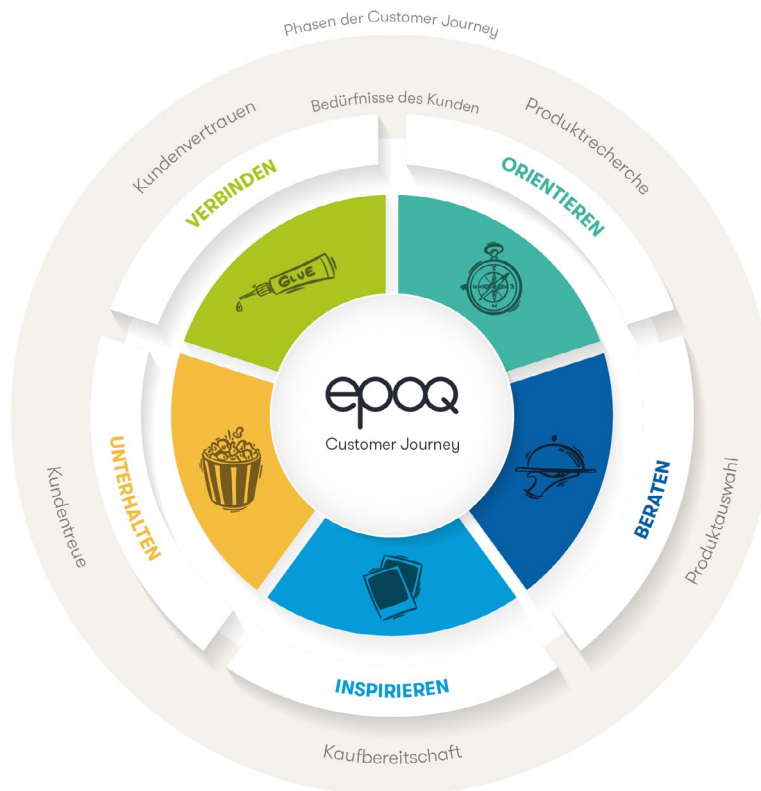 Phasen der Customer Journey
Bedürfnisse des Kunden
Kundenvertrauen
Produktrecherche
VERBINDEN
ORIENTIEREN
GLUE
epoq
Customer Journey
UNTERHALTEN
BERATEN
Kundentreue
Produktauswahl
INSPIRIEREN
Kaufbereitschaft